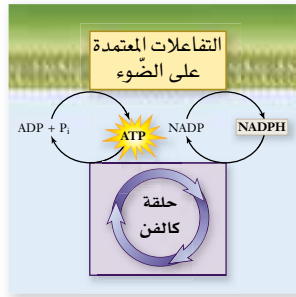 التفاعلات المعتمدة
على الضّوء
ADP + Pi
ATP
NADP
NADPH
حلقة
كالفن